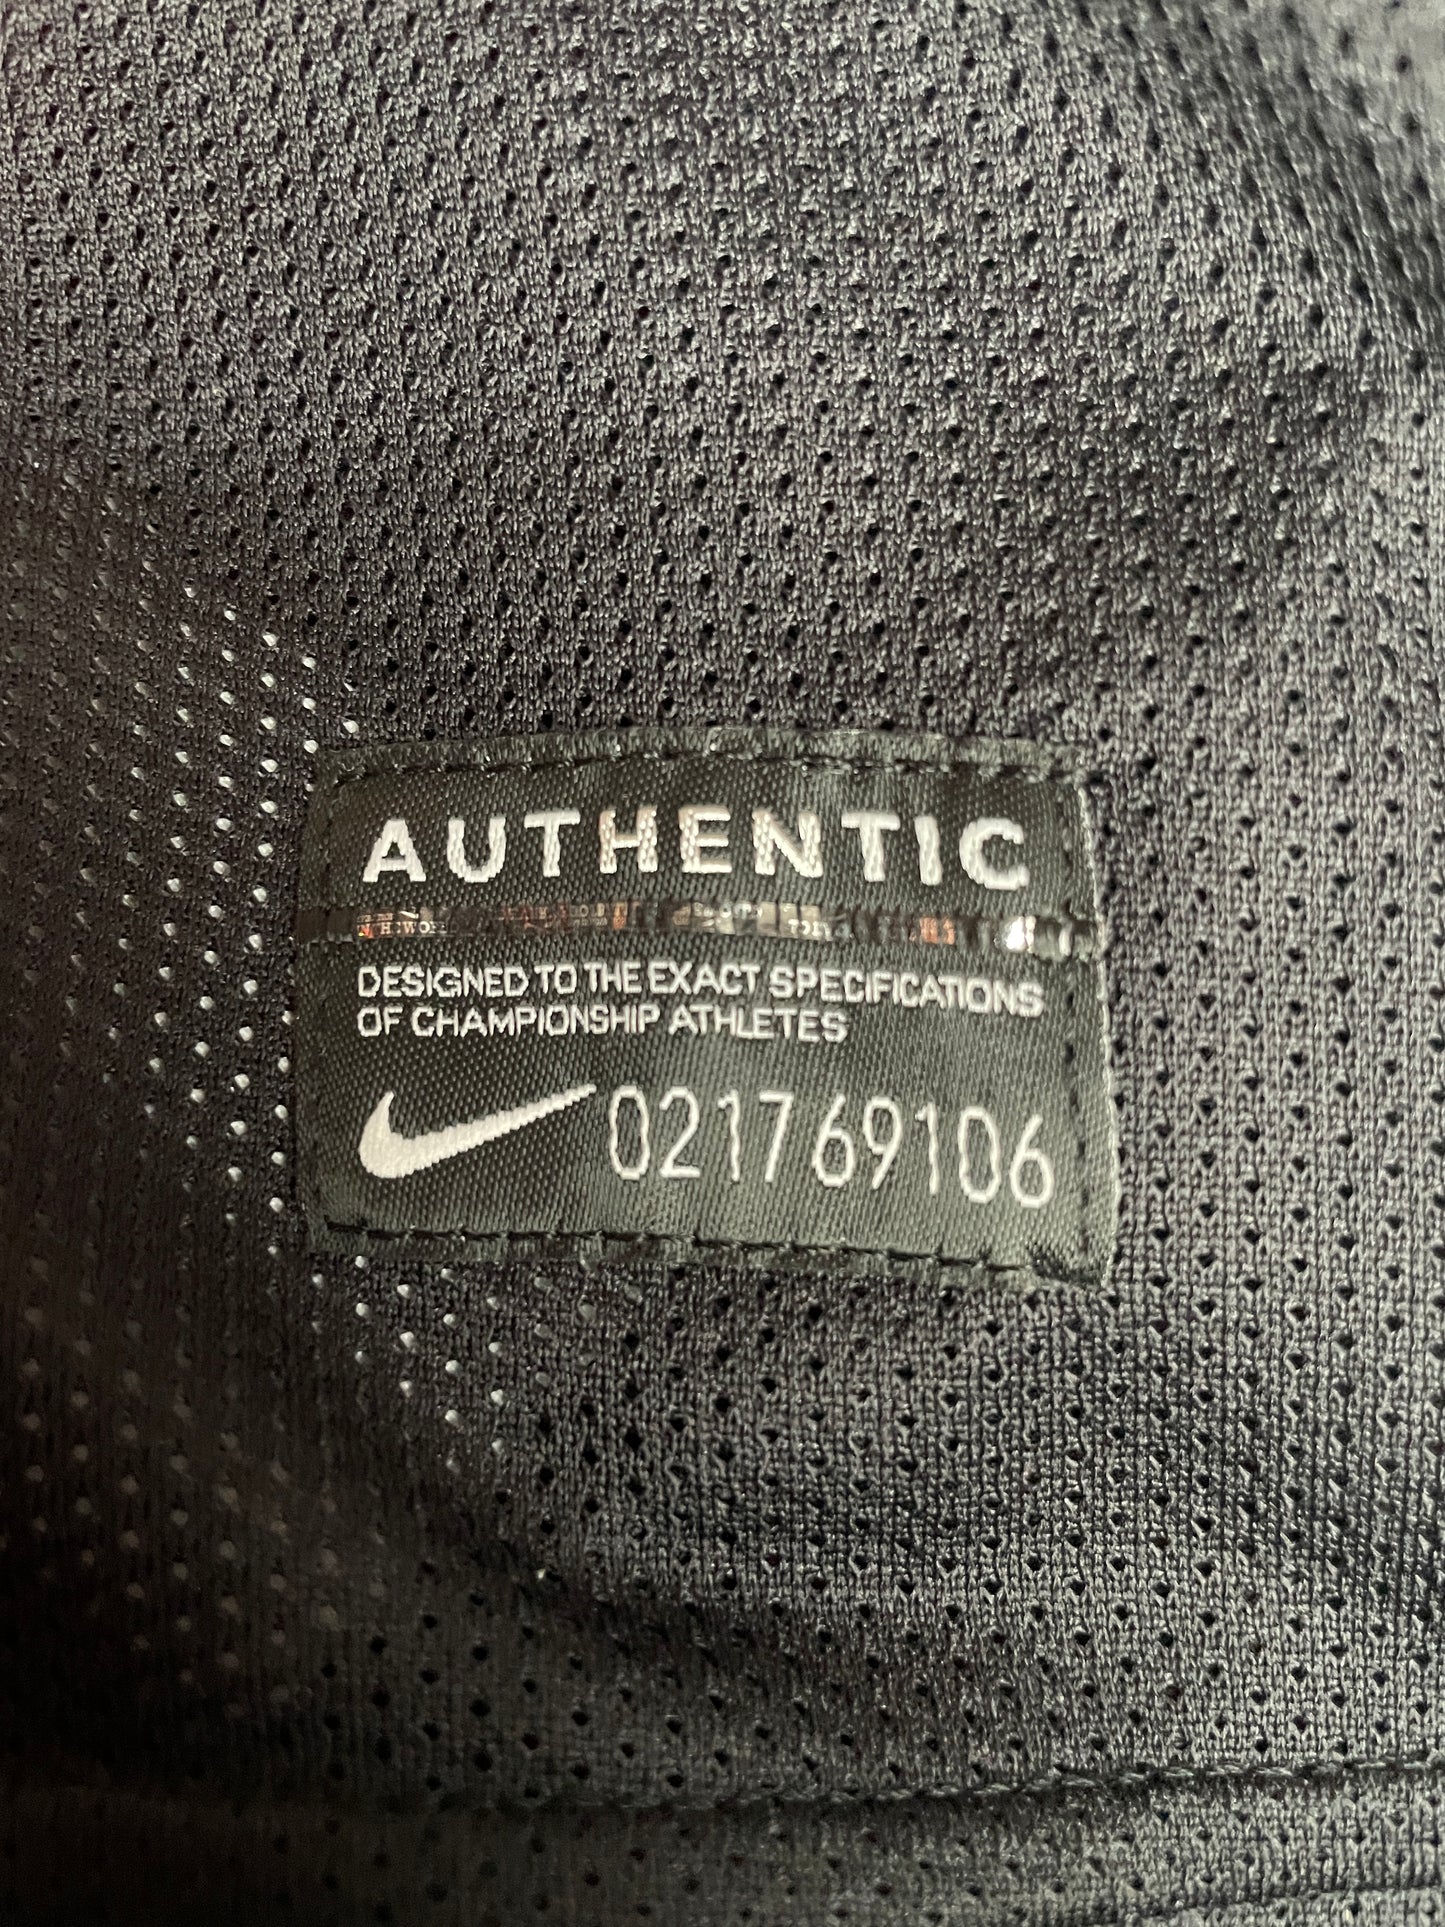 AUTHENTIC
DESIGNED TO THE EXACT SPECIFICATIONS
OF CHAMPIONSHIP ATHLETES
021769106